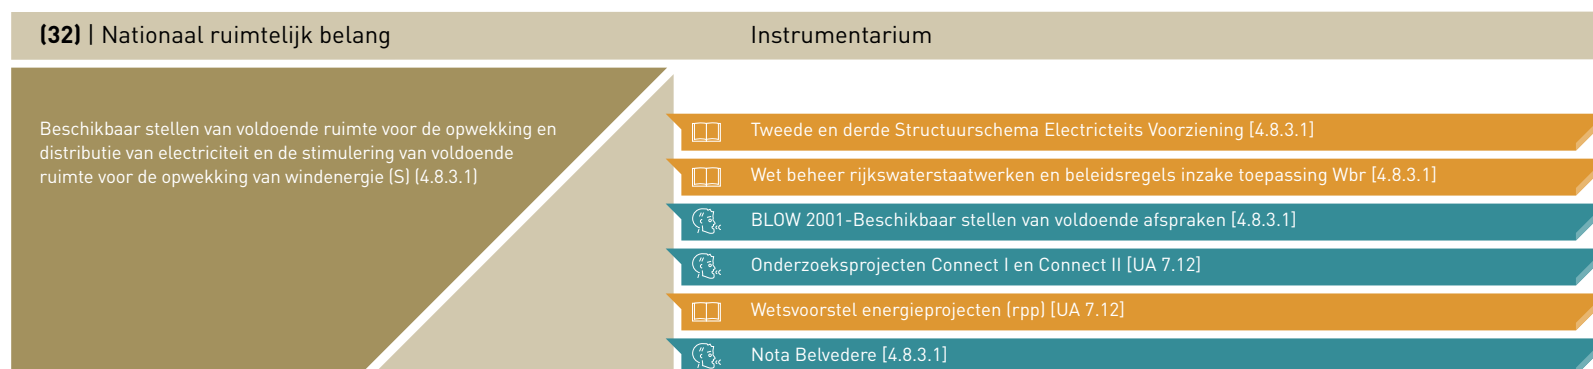 (32) | Nationaal ruimtelijk belang
Instrumentarium
Beschikbaar stellen van voldoende ruimte voor de opwekking en
distributie van electriciteit en de stimulering van voldoende
ruimte voor de opwekking van windenergie (S) (4.8.3.1)
Tweede en derde Structuurschema Electricteits Voorziening [4.8.3.1]
Wet beheer rijkswaterstaatwerken en beleidsregels inzake toepassing Wbr [4.8.3.1]
BLOW 2001-Beschikbaar stellen van voldoende afspraken [4.8.3.1]
Onderzoeksprojecten Connect I en Connect II [UA 7.12]
Wetsvoorstel energieprojecten (rpp) [UA 7.12]
Nota Belvedere [4.8.3.1]